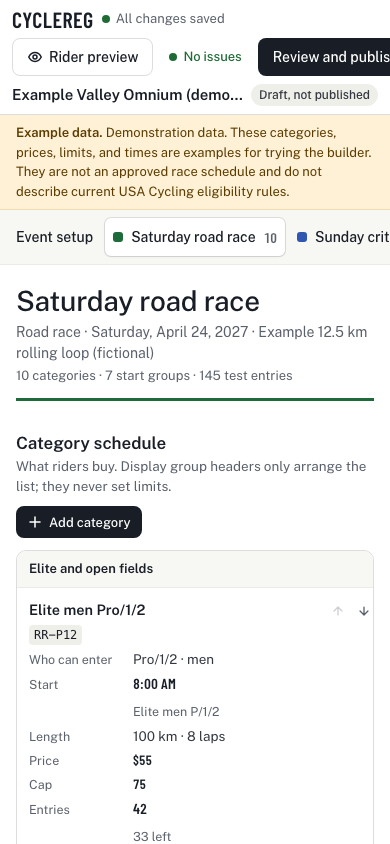 CYCLEREG All changes saved
Rider preview No issues Review and publis
Example Valley Omnium (demo... Draft, not published
Example data. Demonstration data. These categories,
prices, limits, and times are examples for trying the builder.
They are not an approved race schedule and do not
describe current USA Cycling eligibility rules.
Event setup Saturday road race 10 Sunday crit
Saturday road race
Road race · Saturday, April 24, 2027 · Example 12.5 km
rolling loop (fictional)
10 categories · 7 start groups · 145 test entries
Category schedule
What riders buy. Display group headers only arrange the
list; they never set limits.
+ Add category
Elite and open fields
Elite men Pro/1/2 ↑ ↓
RR-P12
Who can enter Pro/1/2 · men
Start 8:00 AM
Elite men P/1/2
Length 100 km · 8 laps
Price $55
Cap 75
Entries 42
33 left